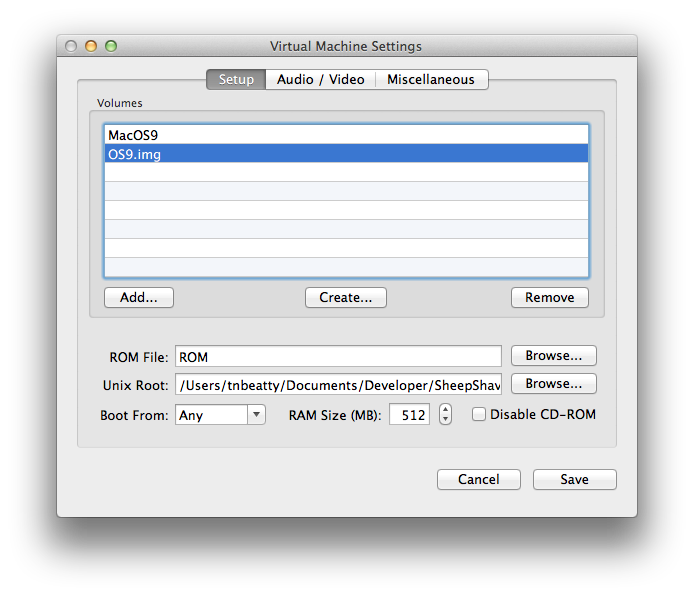 Virtual Machine Settings
Setup Audio / Video Miscellaneous
Volumes
MacOS9
OS9.img
Add... Create... Remove
ROM File: ROM Browse...
Unix Root: /Users/tnbeatty/Documents/Developer/SheepShav Browse...
Boot From: Any RAM Size (MB): 512 Disable CD-ROM
Cancel Save